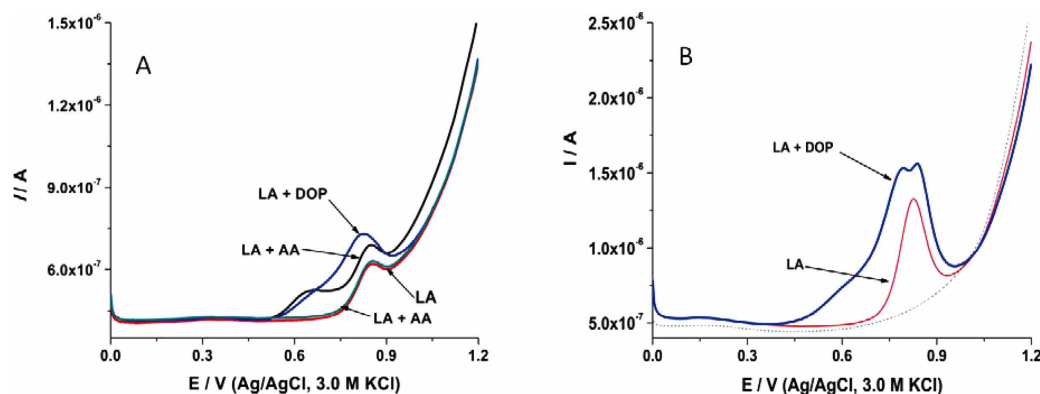 A
1.5x10⁻⁶
1.2x10⁻⁶
9.0x10⁻⁷
6.0x10⁻⁷
I / A
LA + DOP
LA + AA
LA
LA + AA
0.0 0.3 0.6 0.9 1.2
E / V (Ag/AgCl, 3.0 M KCl)
B
2.5x10⁻⁶
2.0x10⁻⁶
1.5x10⁻⁶
1.0x10⁻⁶
5.0x10⁻⁷
I / A
LA + DOP
LA
0.0 0.3 0.6 0.9 1.2
E / V (Ag/AgCl, 3.0 M KCl)